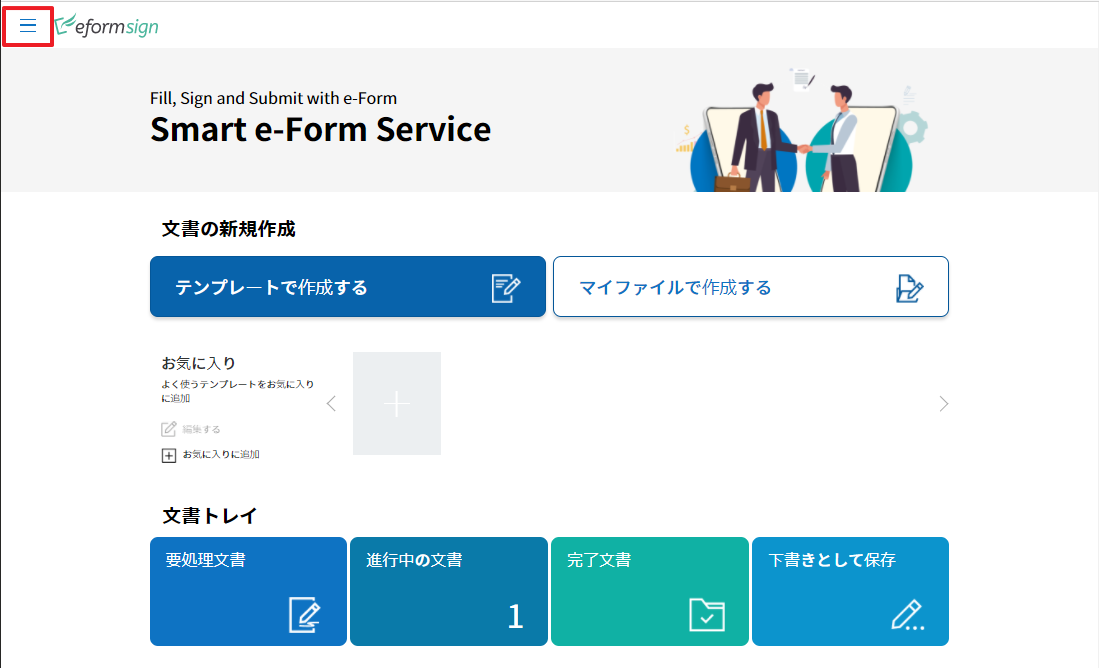 eformsign
Fill, Sign and Submit with e-Form
Smart e-Form Service
文書の新規作成
テンプレートで作成する
マイファイルで作成する
お気に入り
よく使うテンプレートをお気に入り
に追加
編集する
お気に入りに追加
文書トレイ
要処理文書
進行中の文書
1
完了文書
下書きとして保存